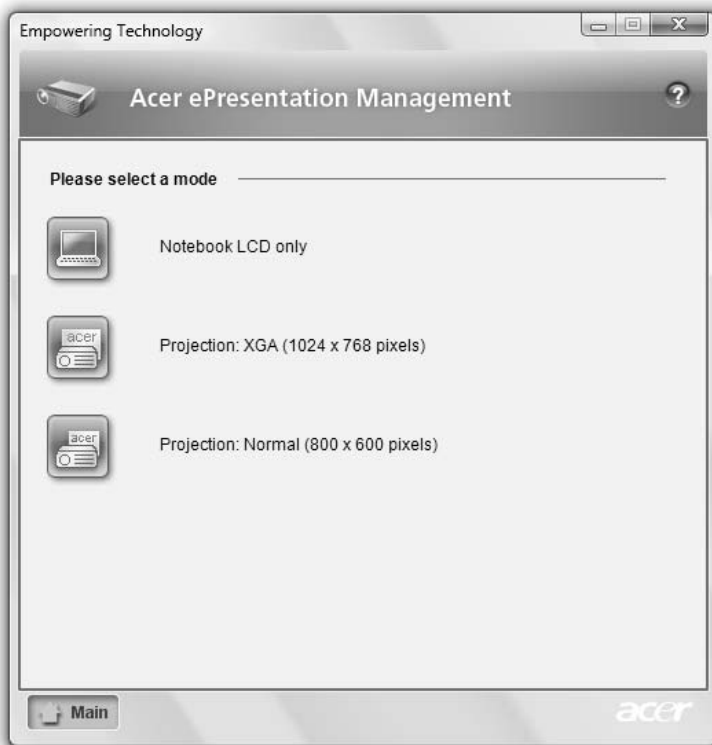 Empowering Technology
Acer ePresentation Management
?
Please select a mode
Notebook LCD only
acer
Projection: XGA (1024 x 768 pixels)
acer
Projection: Normal (800 x 600 pixels)
Main
acer